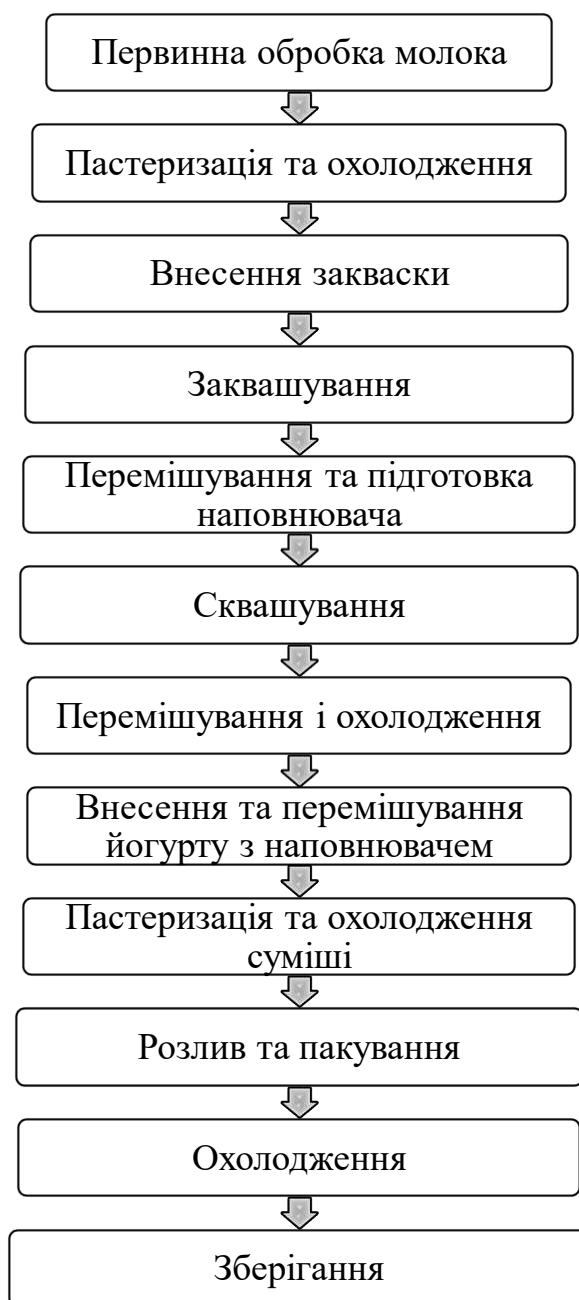 Первинна обробка молока
Пастеризація та охолодження
Внесення закваски
Заквашування
Перемішування та підготовка
наповнювача
Сквашування
Перемішування і охолодження
Внесення та перемішування
йогурту з наповнювачем
Пастеризація та охолодження
суміші
Розлив та пакування
Охолодження
Зберігання